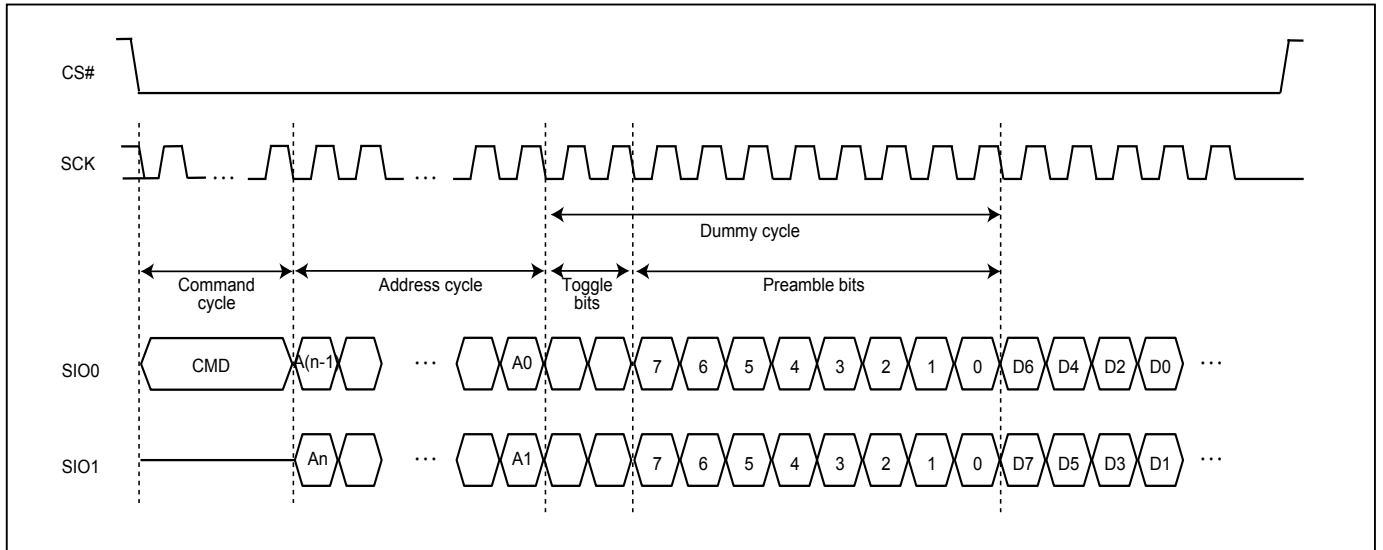 CS#
SCK
...
...
Dummy cycle
Command
cycle
Address cycle
Toggle
bits
Preamble bits
SIO0
CMD
A(n-1)
...
A0
7
6
5
4
3
2
1
0
D6
D4
D2
D0
...
SIO1
An
...
A1
7
6
5
4
3
2
1
0
D7
D5
D3
D1
...